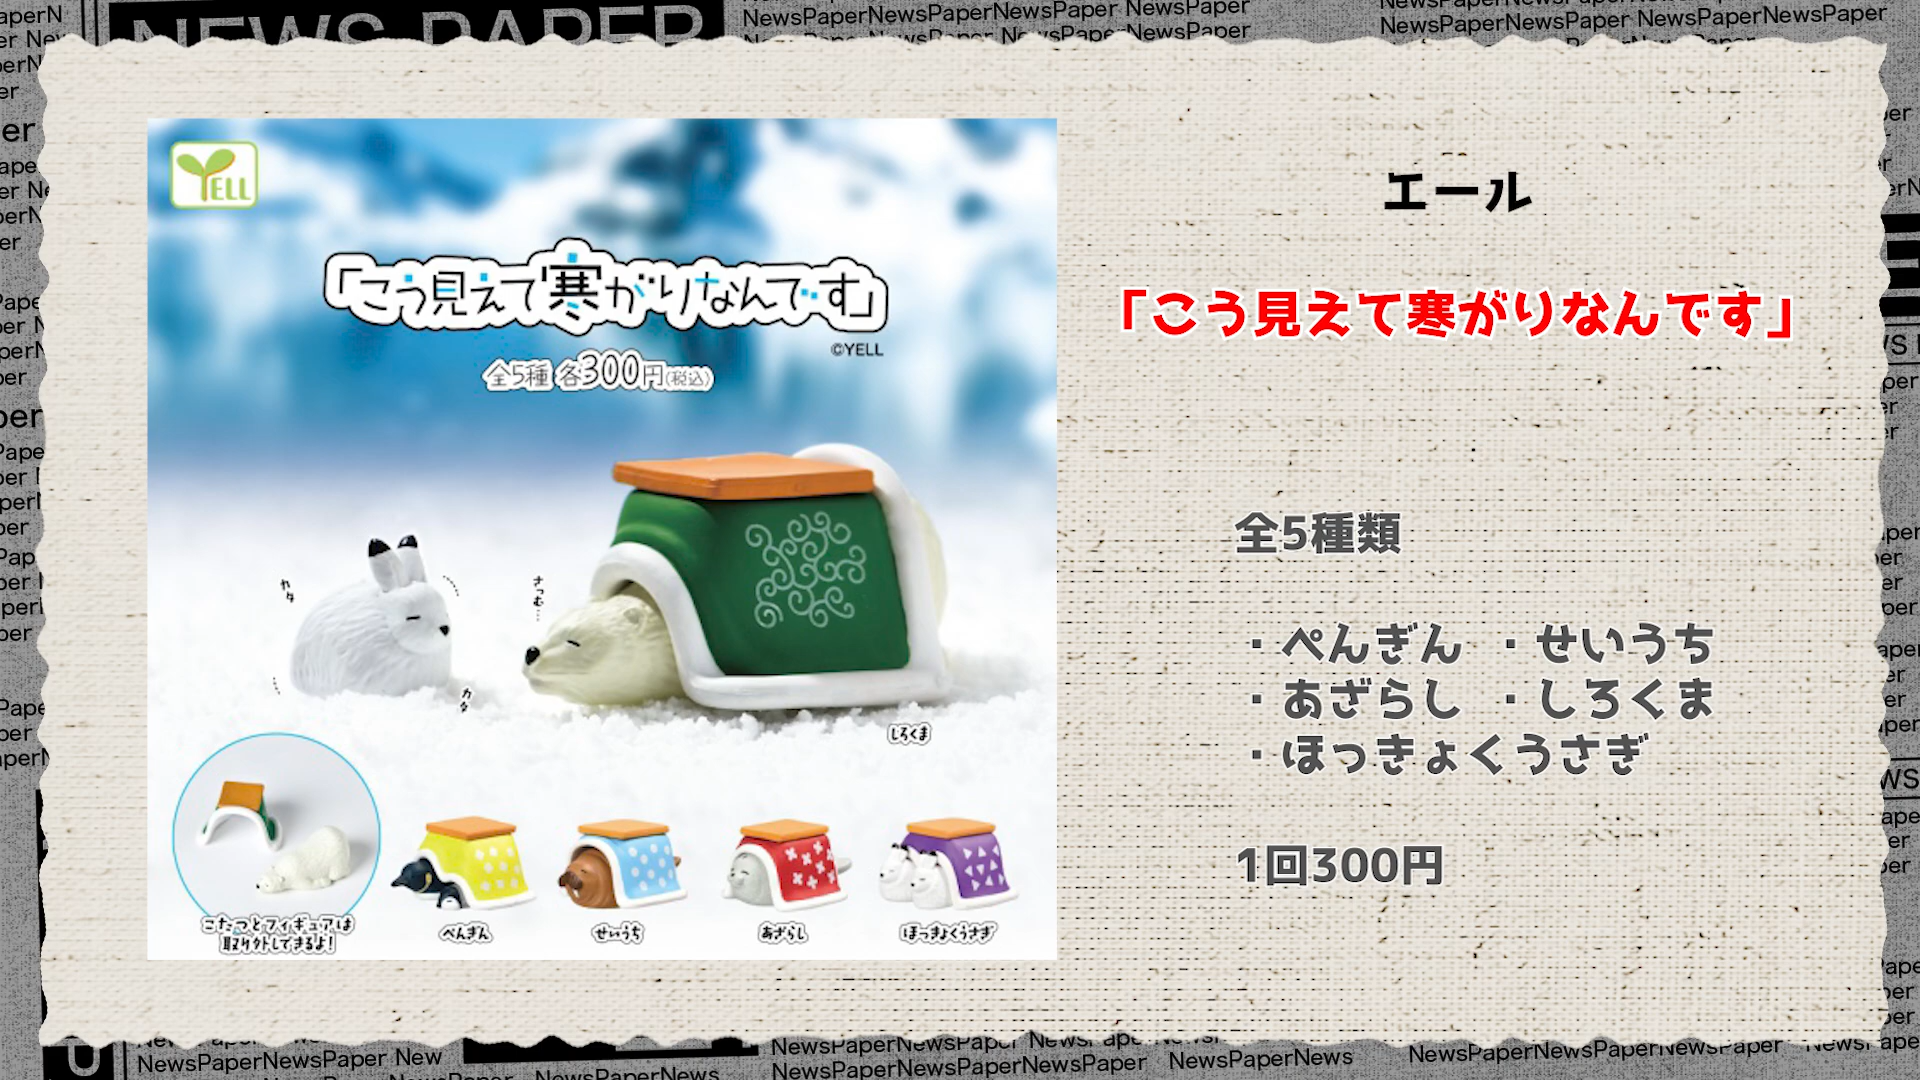 NEWS PAPER
NewsPaperNewsPaperNewsPaper NewsPaper
YELL
「こう見えて寒がりなんです」
©YELL
全5種 各300円(税込)
カタ
さっむ…
カタ
しろくま
こたつとフィギュアは
取り外しできるよ!
ぺんぎん
せいうち
あざらし
ほっきょくうさぎ
エール
「こう見えて寒がりなんです」
全5種類
・ぺんぎん ・せいうち
・あざらし ・しろくま
・ほっきょくうさぎ
1回300円
NewsPaperNewsPaper New
NewsPaperNews
NewsPaperNewsPaperNewsPaper NewsPaperNews